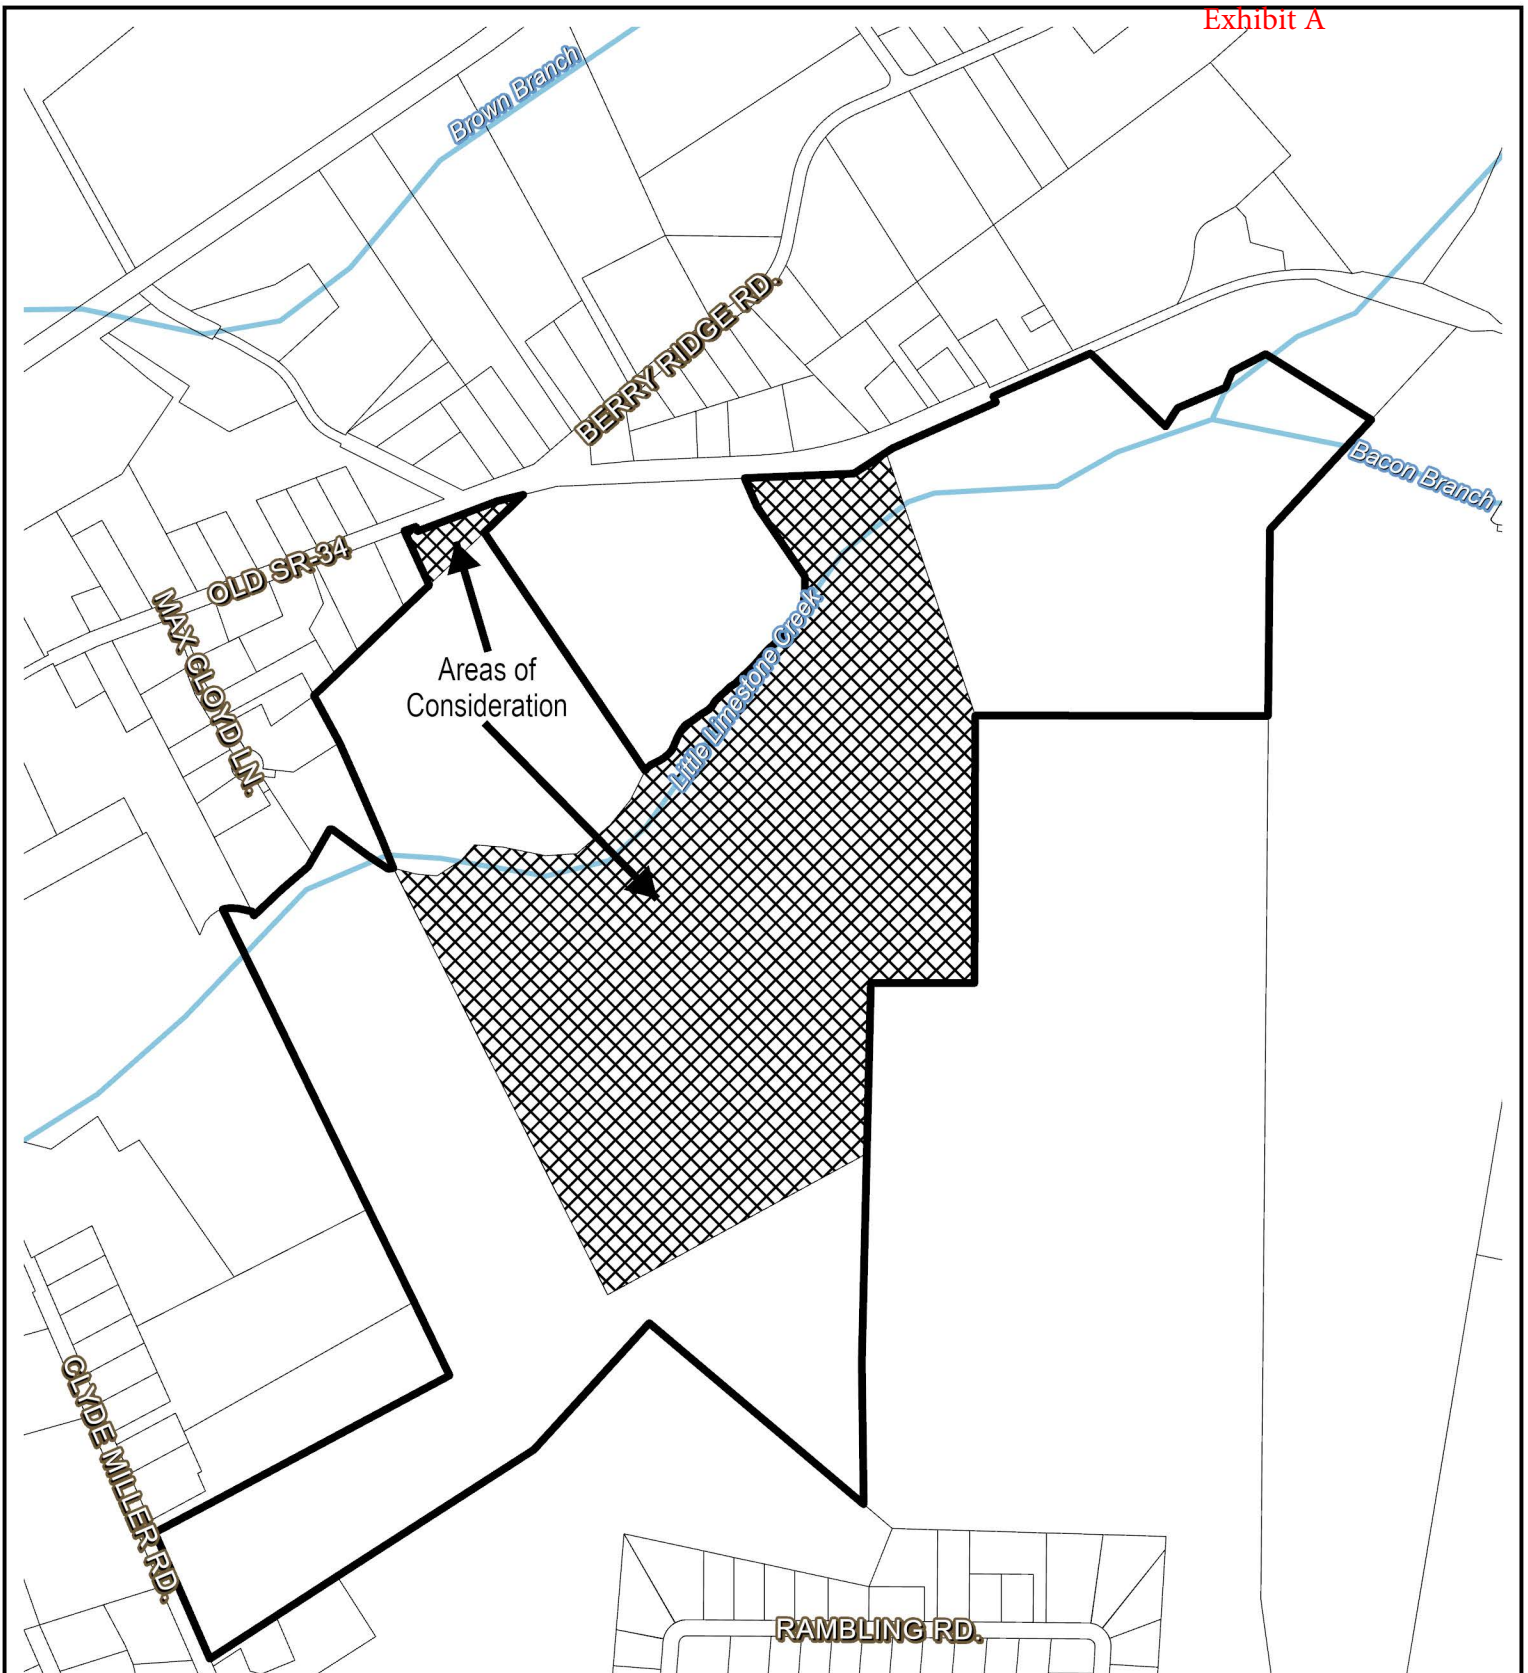 Exhibit A
Brown Branch
BERRY RIDGE RD.
Bacon Branch
OLD SR-34
MAX CLOYD LN.
Areas of
Consideration
Little Limestone Creek
CLYDE MILLER RD.
RAMBLING RD.